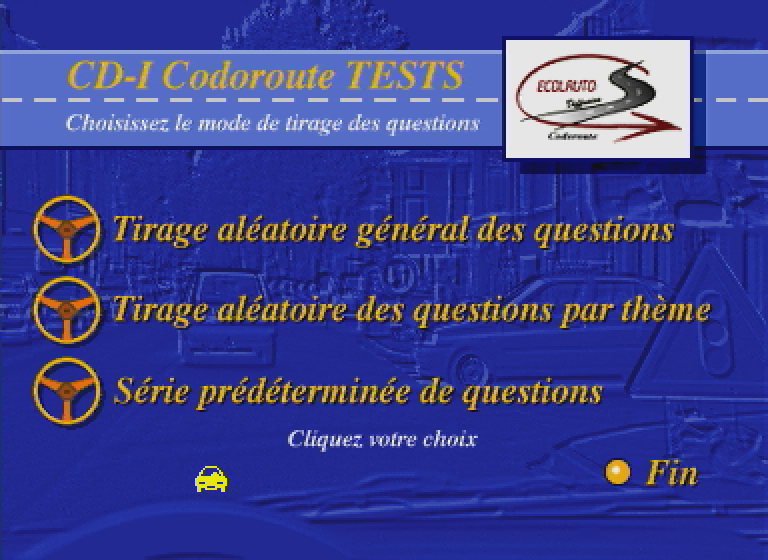 CD-I Codoroute TESTS
Choisissez le mode de tirage des questions
ECOLAUTO
Codoroute
Tirage aléatoire général des questions
Tirage aléatoire des questions par thème
Série prédéterminée de questions
Cliquez votre choix
Fin